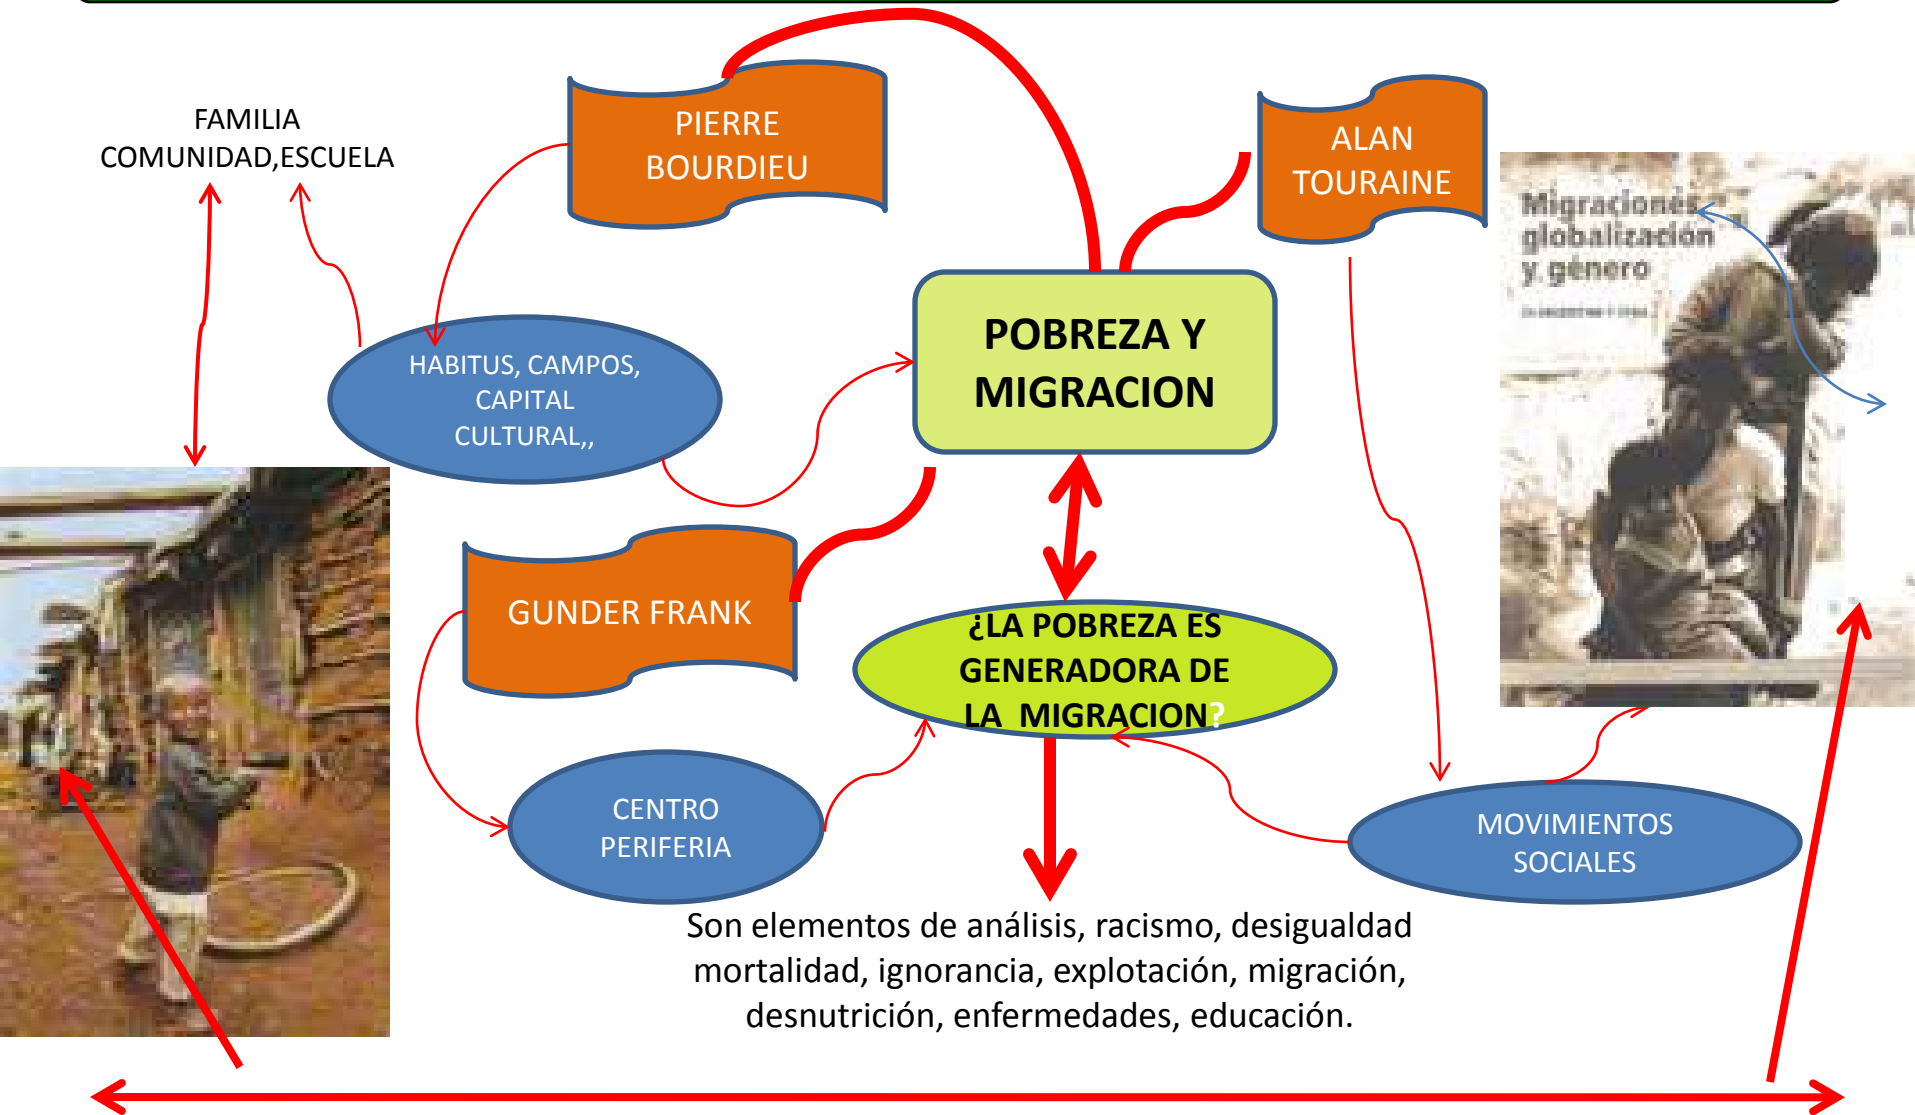 FAMILIA
COMUNIDAD,ESCUELA
PIERRE
BOURDIEU
ALAN
TOURAINE
Migraciones
globalización
y género
HABITUS, CAMPOS,
CAPITAL
CULTURAL,,
POBREZA Y
MIGRACION
GUNDER FRANK
¿LA POBREZA ES
GENERADORA DE
LA MIGRACION?
CENTRO
PERIFERIA
MOVIMIENTOS
SOCIALES
Son elementos de análisis, racismo, desigualdad
mortalidad, ignorancia, explotación, migración,
desnutrición, enfermedades, educación.